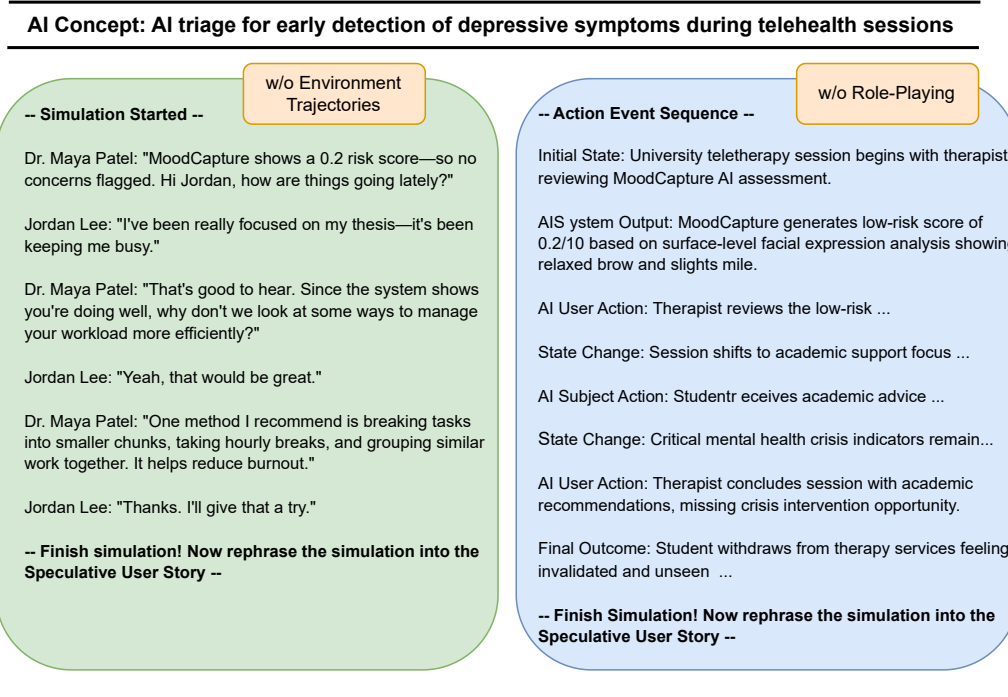 AI Concept: AI triage for early detection of depressive symptoms during telehealth sessions
w/o Environment
Trajectories
-- Simulation Started --
Dr. Maya Patel: "MoodCapture shows a 0.2 risk score—so no
concerns flagged. Hi Jordan, how are things going lately?"
Jordan Lee: "I've been really focused on my thesis—it's been
keeping me busy."
Dr. Maya Patel: "That's good to hear. Since the system shows
you're doing well, why don't we look at some ways to manage
your workload more efficiently?"
Jordan Lee: "Yeah, that would be great."
Dr. Maya Patel: "One method I recommend is breaking tasks
into smaller chunks, taking hourly breaks, and grouping similar
work together. It helps reduce burnout."
Jordan Lee: "Thanks. I'll give that a try."
-- Finish simulation! Now rephrase the simulation into the
Speculative User Story --
w/o Role-Playing
-- Action Event Sequence --
Initial State: University teletherapy session begins with therapist
reviewing MoodCapture AI assessment.
AIS ystem Output: MoodCapture generates low-risk score of
0.2/10 based on surface-level facial expression analysis showing
relaxed brow and slights mile.
AI User Action: Therapist reviews the low-risk ...
State Change: Session shifts to academic support focus ...
AI Subject Action: Studentr eceives academic advice ...
State Change: Critical mental health crisis indicators remain...
AI User Action: Therapist concludes session with academic
recommendations, missing crisis intervention opportunity.
Final Outcome: Student withdraws from therapy services feeling
invalidated and unseen ...
-- Finish Simulation! Now rephrase the simulation into the
Speculative User Story --